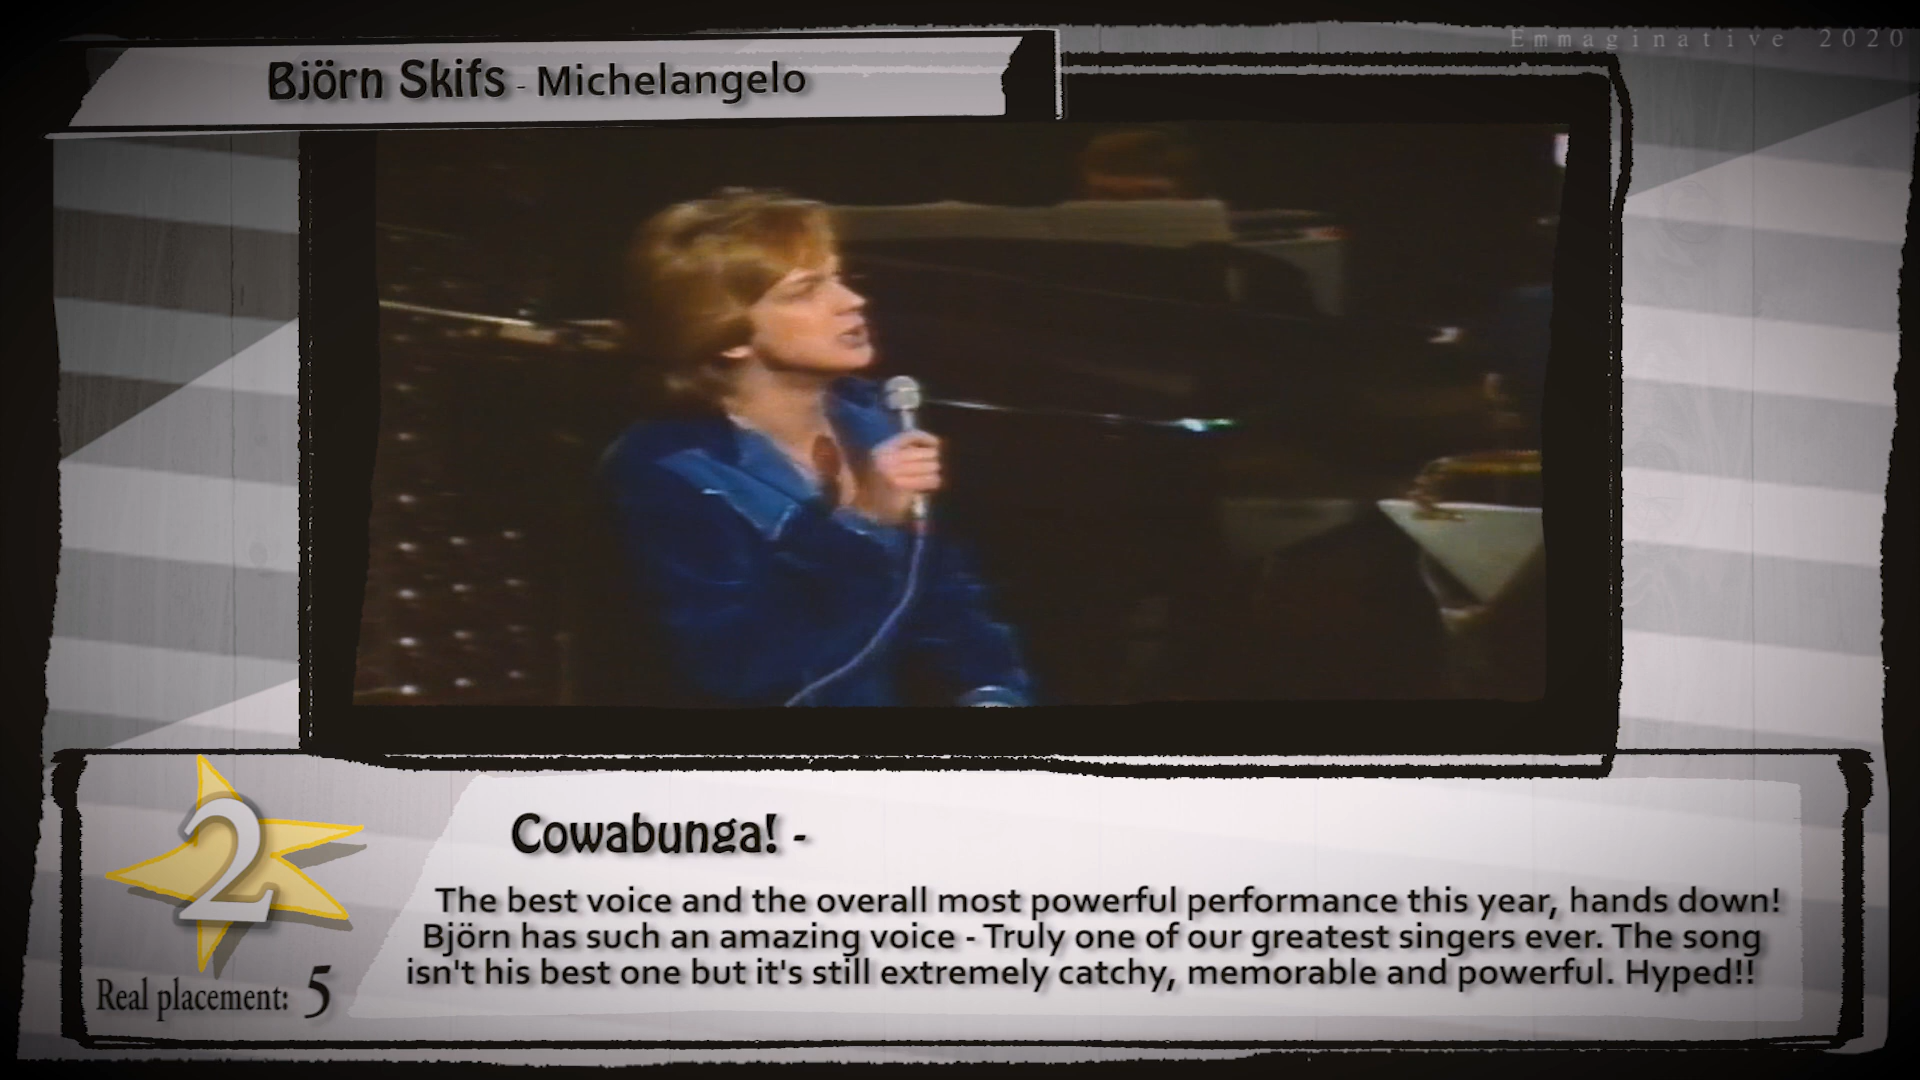 Emmaginative 2020
Björn Skifs - Michelangelo
2
Real placement: 5
Cowabunga! -
The best voice and the overall most powerful performance this year, hands down!
Björn has such an amazing voice - Truly one of our greatest singers ever. The song
isn't his best one but it's still extremely catchy, memorable and powerful. Hyped!!